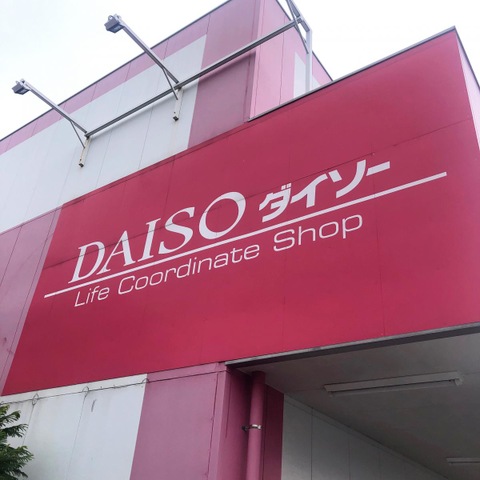 DAISO ダイソー
Life Coordinate Shop